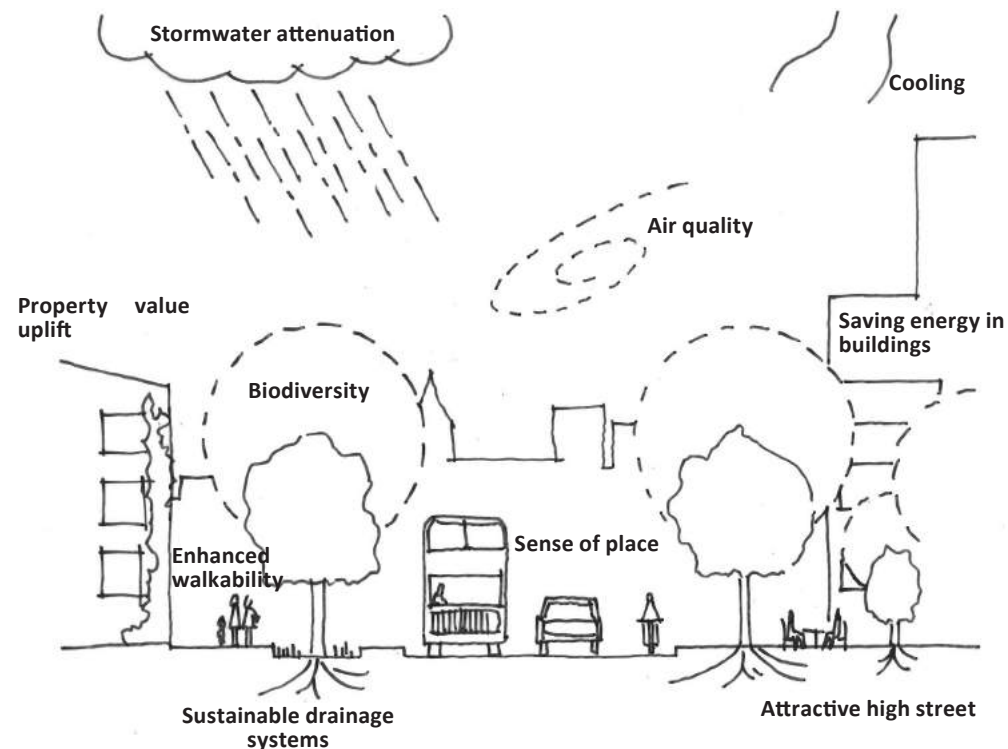 Stormwater attenuation
Cooling
Air quality
Property value
uplift
Saving energy in
buildings
Biodiversity
Sense of place
Enhanced
walkability
Sustainable drainage
systems
Attractive high street